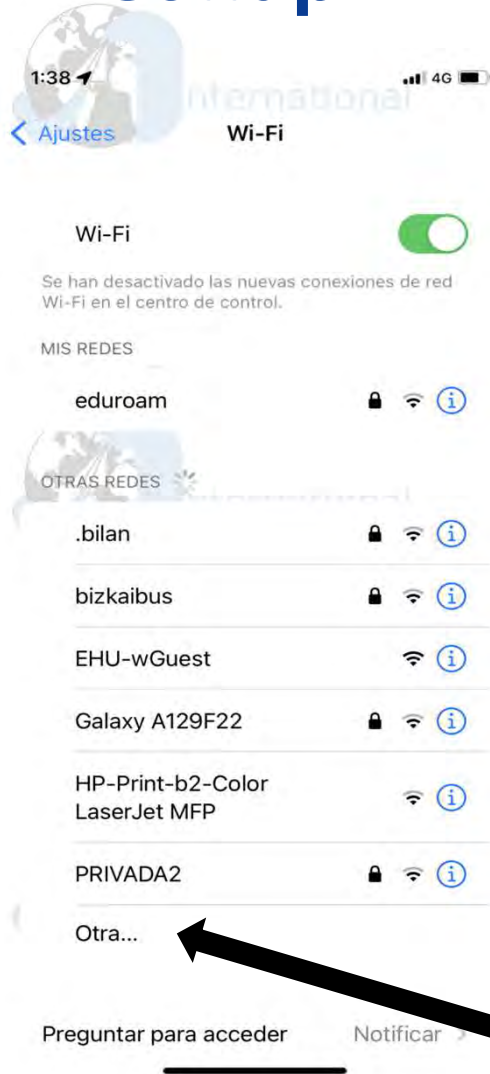 1:38
4G
Ajustes
Wi-Fi
Wi-Fi
Se han desactivado las nuevas conexiones de red
Wi-Fi en el centro de control.
MIS REDES
eduroam
OTRAS REDES
.bilan
bizkaibus
EHU-wGuest
Galaxy A129F22
HP-Print-b2-Color
LaserJet MFP
PRIVADA2
Otra...
Preguntar para acceder
Notificar